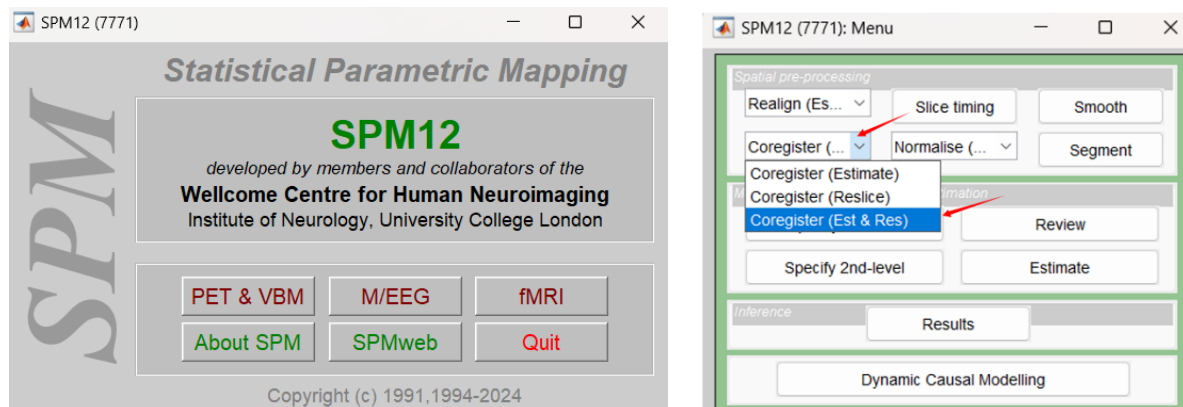 SPM12 (7771)
SPM
Statistical Parametric Mapping
SPM12
developed by members and collaborators of the
Wellcome Centre for Human Neuroimaging
Institute of Neurology, University College London
PET & VBM
M/EEG
fMRI
About SPM
SPMweb
Quit
Copyright (c) 1991,1994-2024
SPM12 (7771): Menu
Spatial pre-processing
Realign (Es...
Slice timing
Smooth
Coregister (...
Normalise (...
Segment
Coregister (Estimate)
Coregister (Reslice)
Coregister (Est & Res)
Review
Specify 2nd-level
Estimate
Inference
Results
Dynamic Causal Modelling